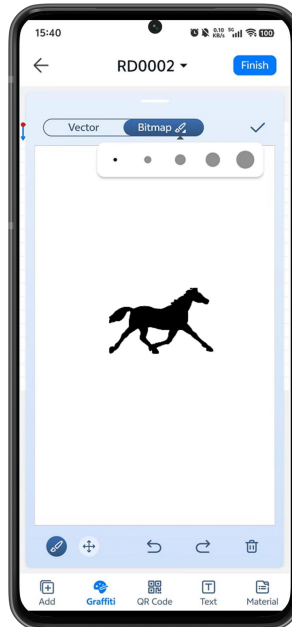 15:40
0.10 KB/s 5G 100
RD0002
Finish
Vector Bitmap
Add Graffiti QR Code Text Material